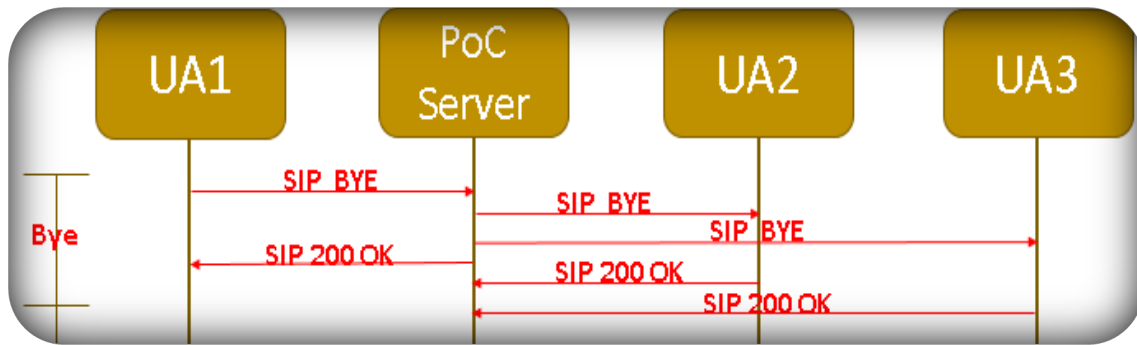 UA1
PoC
Server
UA2
UA3
SIP BYE
SIP BYE
SIP BYE
Bye
SIP 200 OK
SIP 200 OK
SIP 200 OK